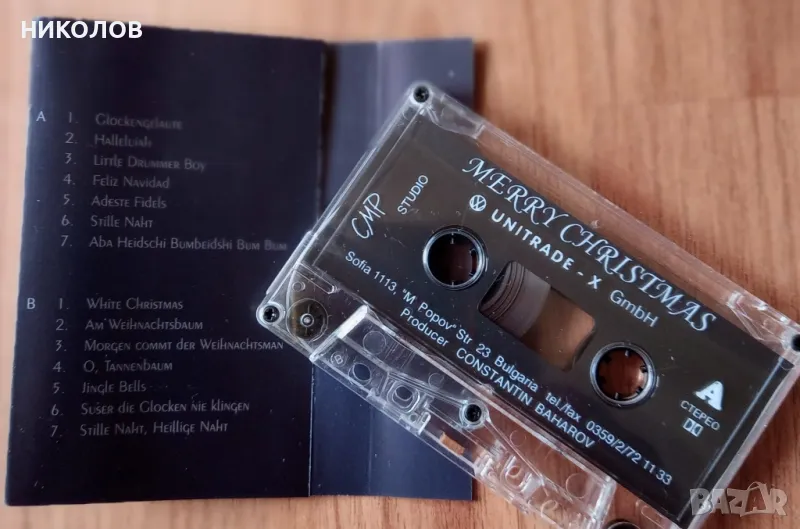 НИКОЛОВ
A 1. Glockengelaute
2. Hallelujah
3. Little Drummer Boy
4. Feliz Navidad
5. Adeste Fidels
6. Stille Naht
7. Aba Heidschi Bumbeidshi Bum Bum
B 1. White Christmas
2. Am Weihnachtsbaum
3. Morgen commt der Weihnachtsman
4. O, Tannenbaum
5. Jingle Bells
6. Suser die Glocken nie klingen
7. Stille Naht, Heillige Naht
MERRY CHRISTMAS
CMP STUDIO
UNITRADE - X GmbH
Sofia 1113, "M. Popov" Str. 23 Bulgaria tel./fax 0359/2/72 11 33
Producer CONSTANTIN BAHAROV
A
СТЕРЕО
BAZAR